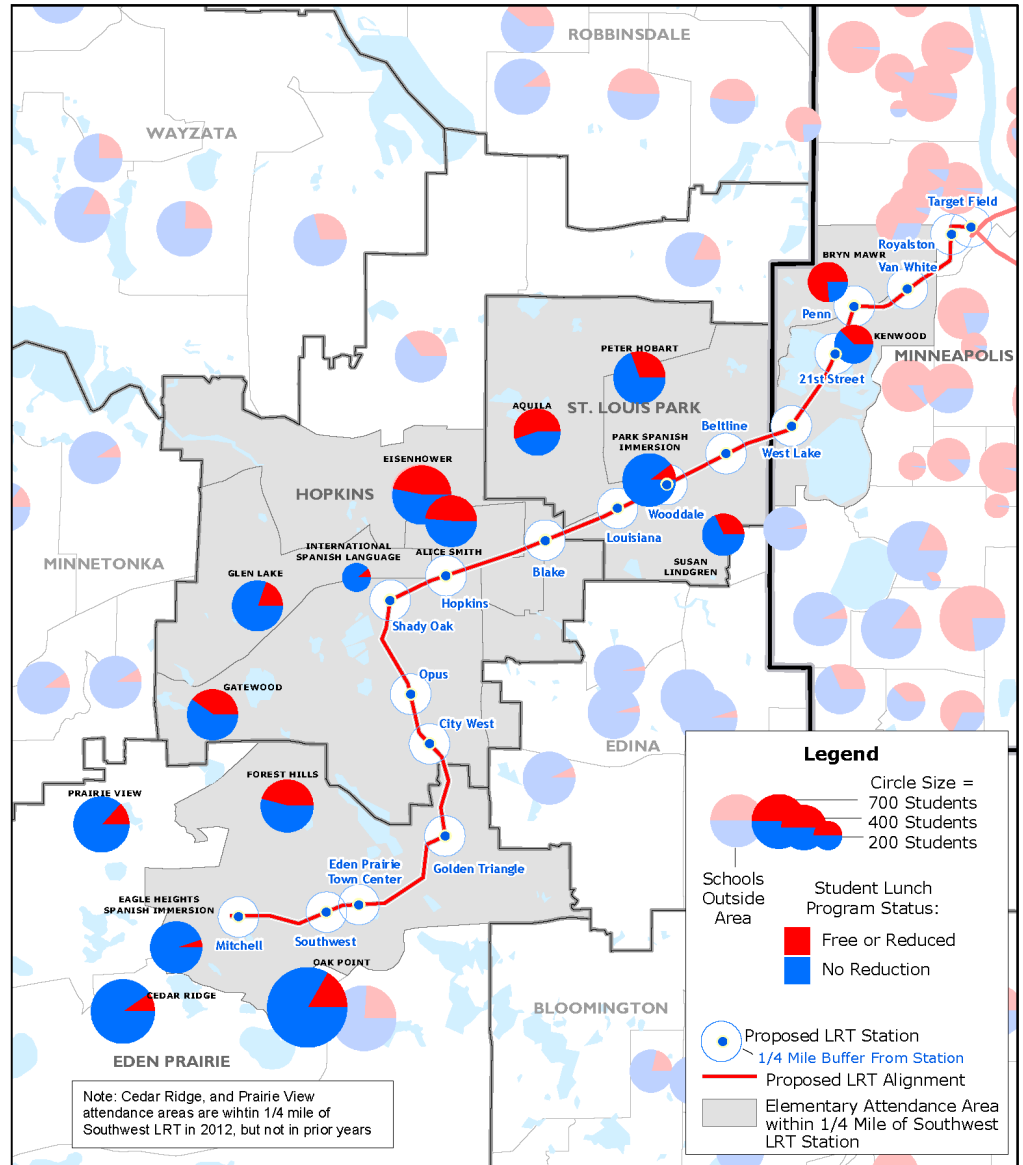 ROBBINSDALE
WAYZATA
Target Field
Royalston
BRYN MAWR
Van White
Penn
KENWOOD
PETER HOBART
MINNEAPOLIS
21st Street
AQUILA
ST. LOUIS PARK
Beltline
PARK SPANISH
IMMERSION
West Lake
EISENHOWER
HOPKINS
Wooddale
Louisiana
INTERNATIONAL
SPANISH LANGUAGE
ALICE SMITH
MINNETONKA
GLEN LAKE
Blake
SUSAN
LINDGREN
Hopkins
Shady Oak
Opus
GATEWOOD
City West
EDINA
FOREST HILLS
PRAIRIE VIEW
Eden Prairie
Town Center
Golden Triangle
EAGLE HEIGHTS
SPANISH IMMERSION
Mitchell
Southwest
OAK POINT
CEDAR RIDGE
BLOOMINGTON
EDEN PRAIRIE
Note: Cedar Ridge, and Prairie View
attendance areas are wihtin 1/4 mile of
Southwest LRT in 2012, but not in prior years
Legend
Circle Size =
700 Students
400 Students
200 Students
Schools
Outside
Area
Student Lunch
Program Status:
Free or Reduced
No Reduction
Proposed LRT Station
1/4 Mile Buffer From Station
Proposed LRT Alignment
Elementary Attendance Area
within 1/4 Mile of Southwest
LRT Station